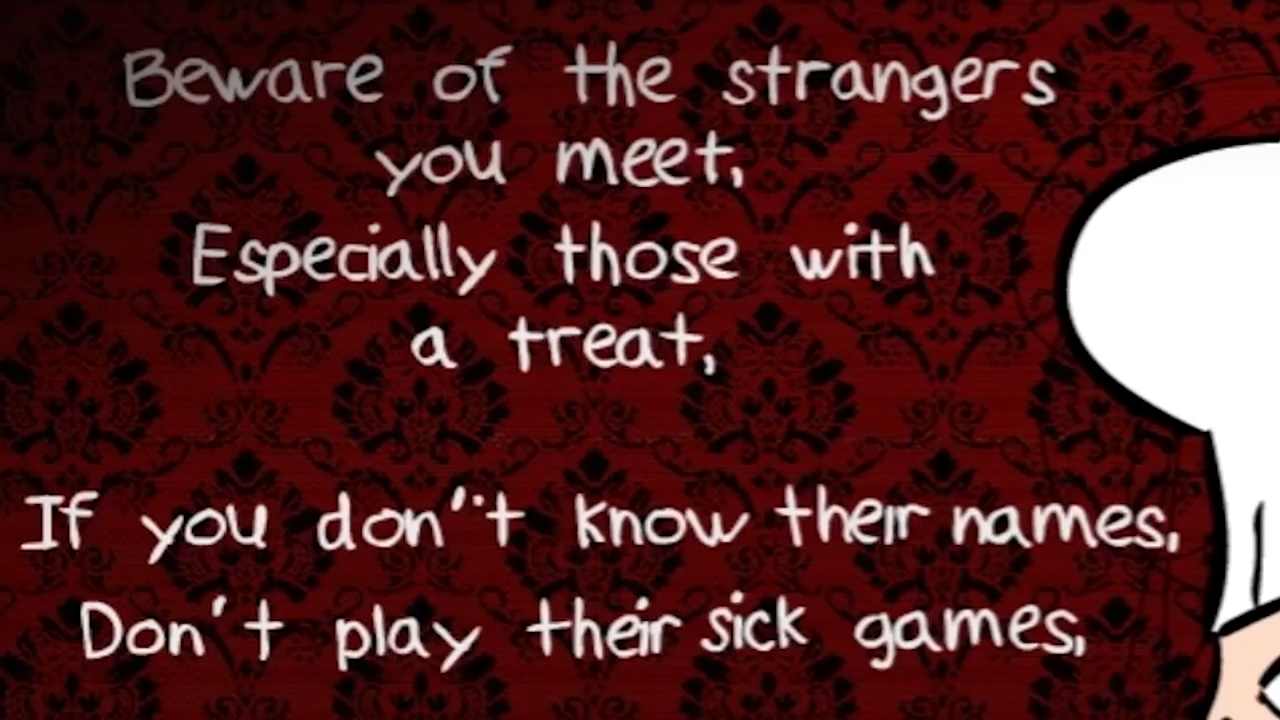 Beware of the strangers
you meet,
Especially those with
a treat,
If you don''t know their names,
Don't play their sick games,